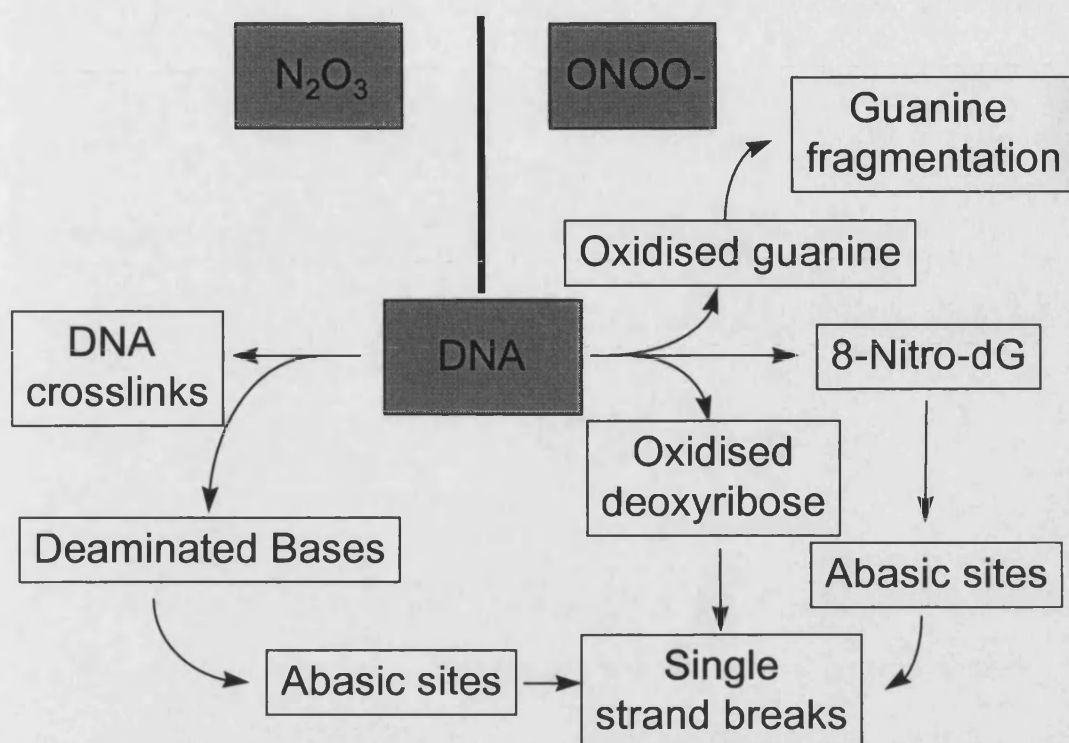 N₂O₃
ONOO-
Guanine
fragmentation
Oxidised guanine
DNA
crosslinks
DNA
8-Nitro-dG
Oxidised
deoxyribose
Deaminated Bases
Abasic sites
Abasic sites
Single
strand breaks